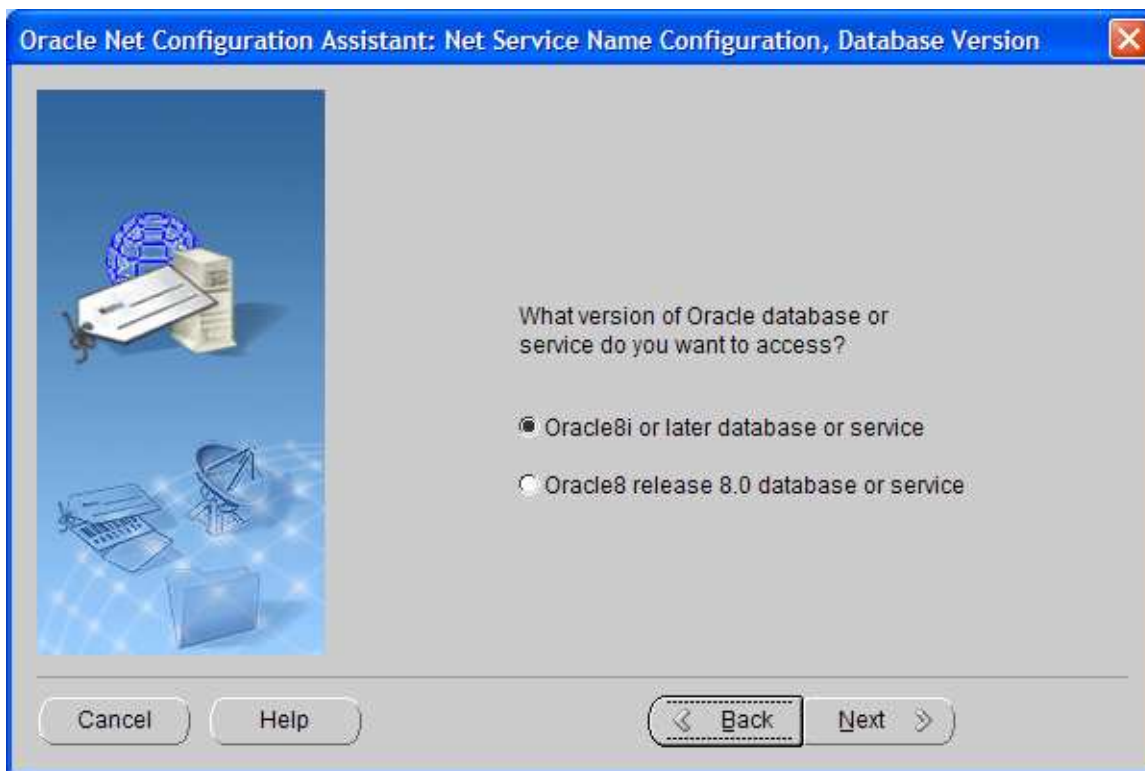 Oracle Net Configuration Assistant: Net Service Name Configuration, Database Version
What version of Oracle database or
service do you want to access?
Oracle8i or later database or service
Oracle8 release 8.0 database or service
Cancel
Help
Back
Next